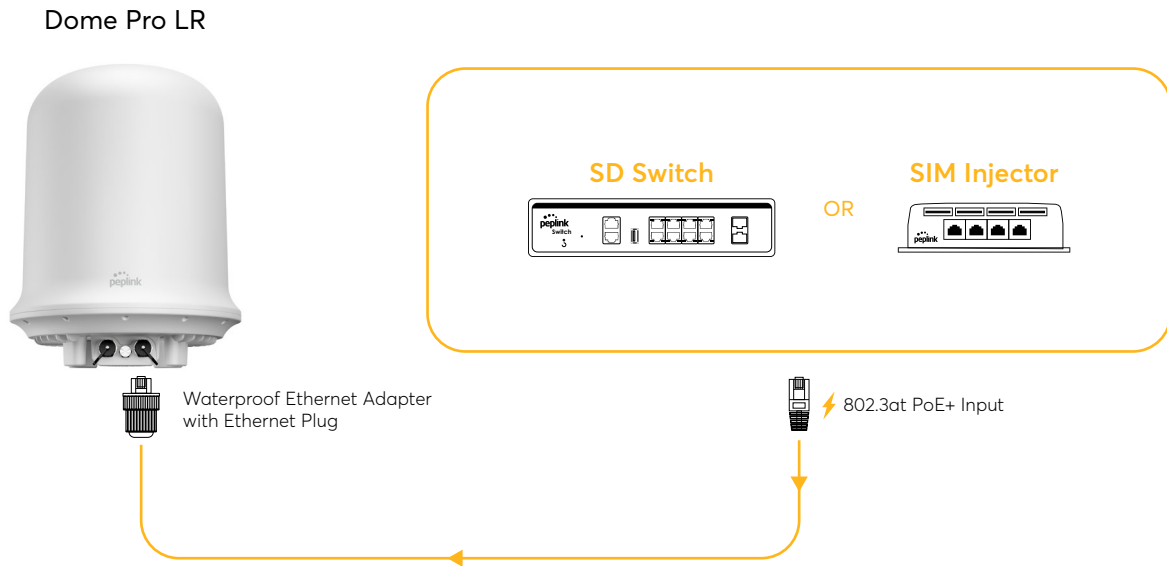 Dome Pro LR
SD Switch
SIM Injector
OR
peplink
Switch
peplink
peplink
Waterproof Ethernet Adapter
with Ethernet Plug
802.3at PoE+ Input